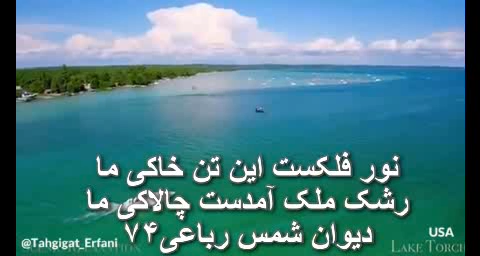 نور فلکست این تن خاکی ما
رشک ملک آمدست چالاکی ما
دیوان شمس رباعی۷۴
@Tahgigat_Erfani
USA
LAKE TORCH